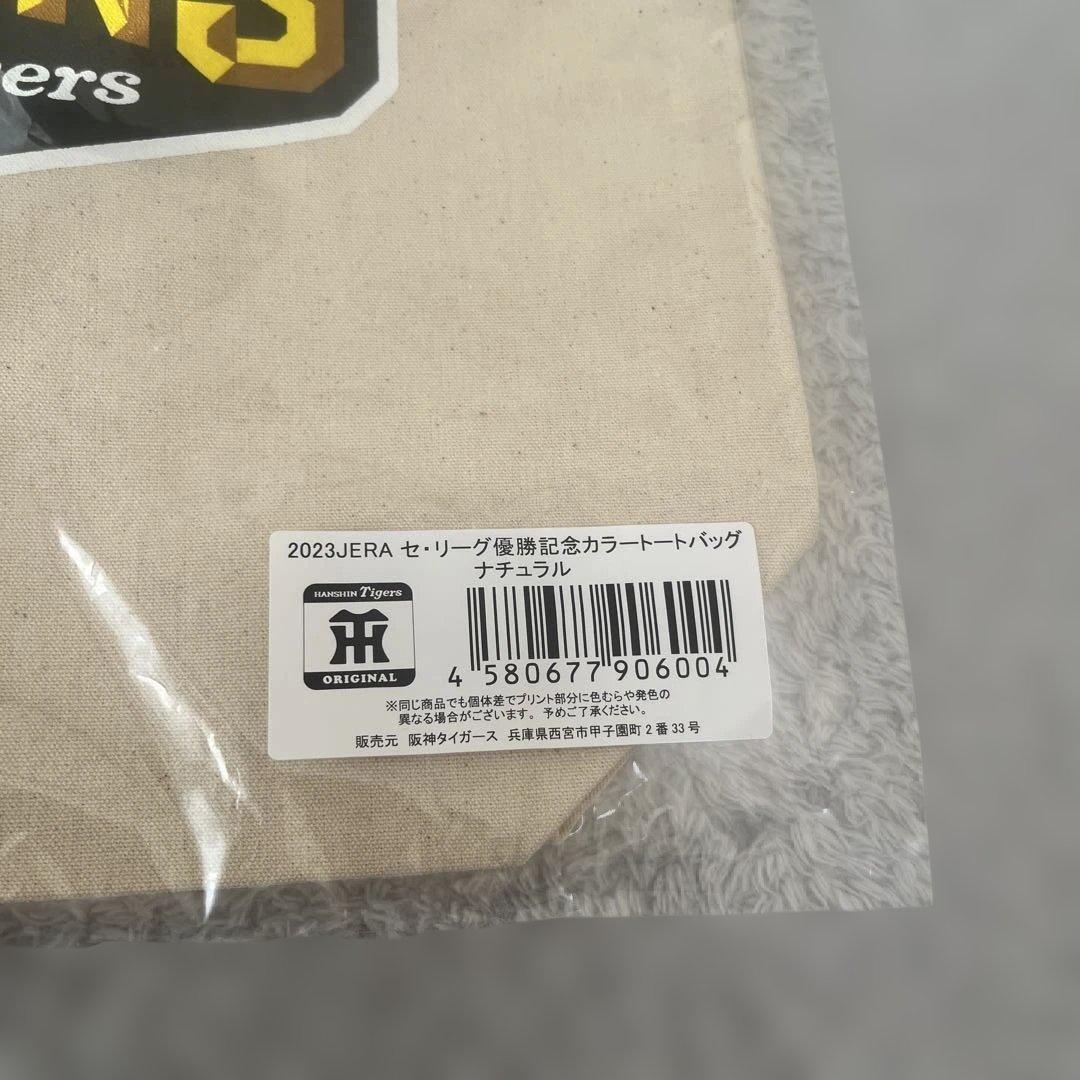 NS
ers
2023JERA セ・リーグ優勝記念カラートートバッグ
ナチュラル
HANSHIN Tigers
ORIGINAL
4 580677 906004
※同じ商品でも個体差でプリント部分に色むらや発色の
異なる場合がございます。予めご了承ください。
販売元 阪神タイガース 兵庫県西宮市甲子園町2番33号